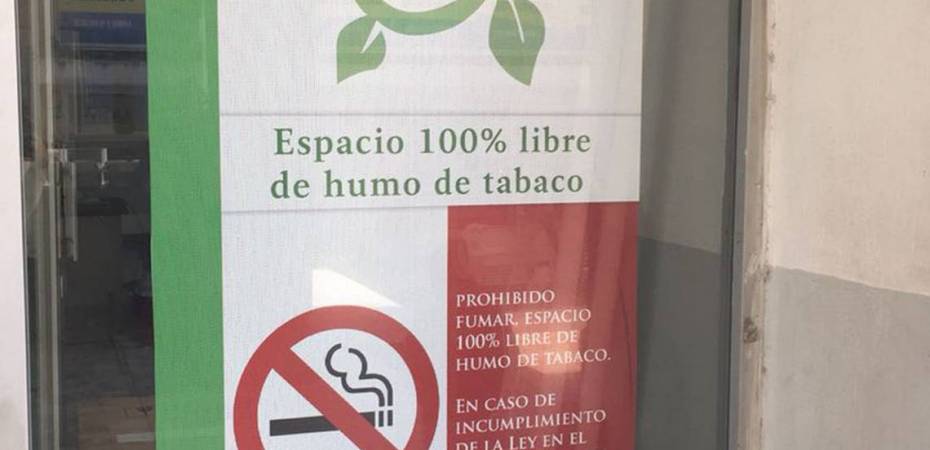 Espacio 100% libre
de humo de tabaco
PROHIBIDO
FUMAR, ESPACIO
100% LIBRE DE
HUMO DE TABACO.
EN CASO DE
INCUMPLIMIENTO
DE LA LEY EN EL